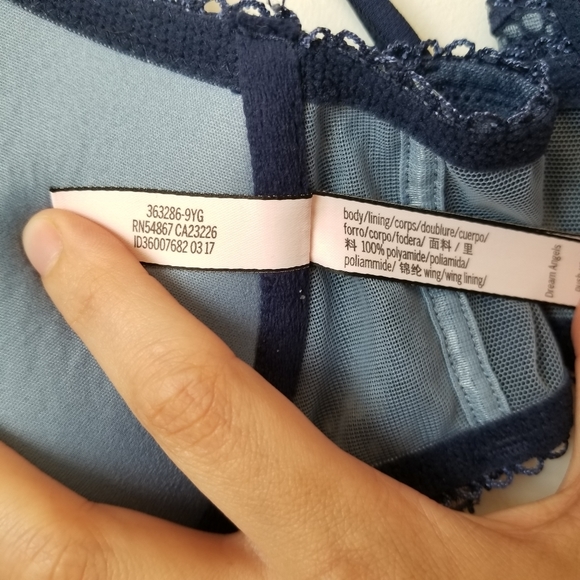 363286-9YG
RN54867 CA23226
ID36007682 03 17
body/lining/corps/doublure/cuerpo/
forro/corpo/fodera/ 面料 / 里
料 100% polyamide/poliamida/
poliammide/ 锦纶 wing/wing lining/
Dream Angels